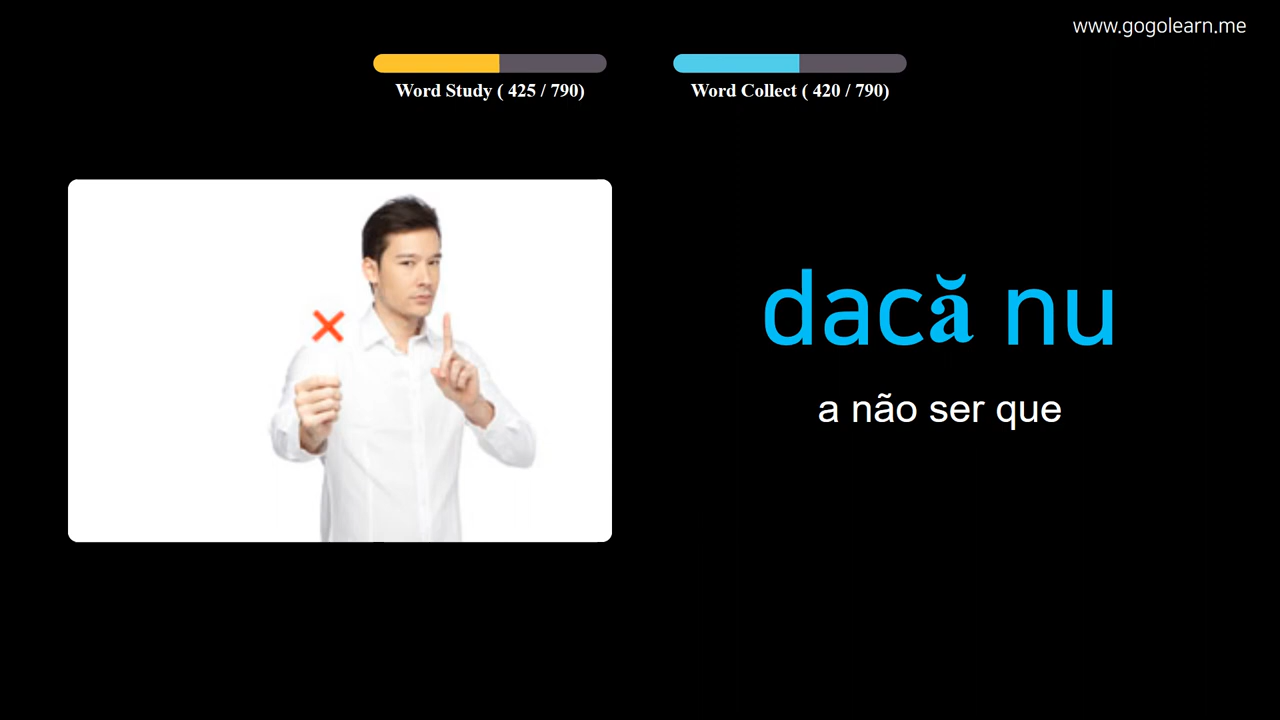 www.gogolearn.me
Word Study ( 425 / 790)
Word Collect ( 420 / 790)
dacă nu
a não ser que